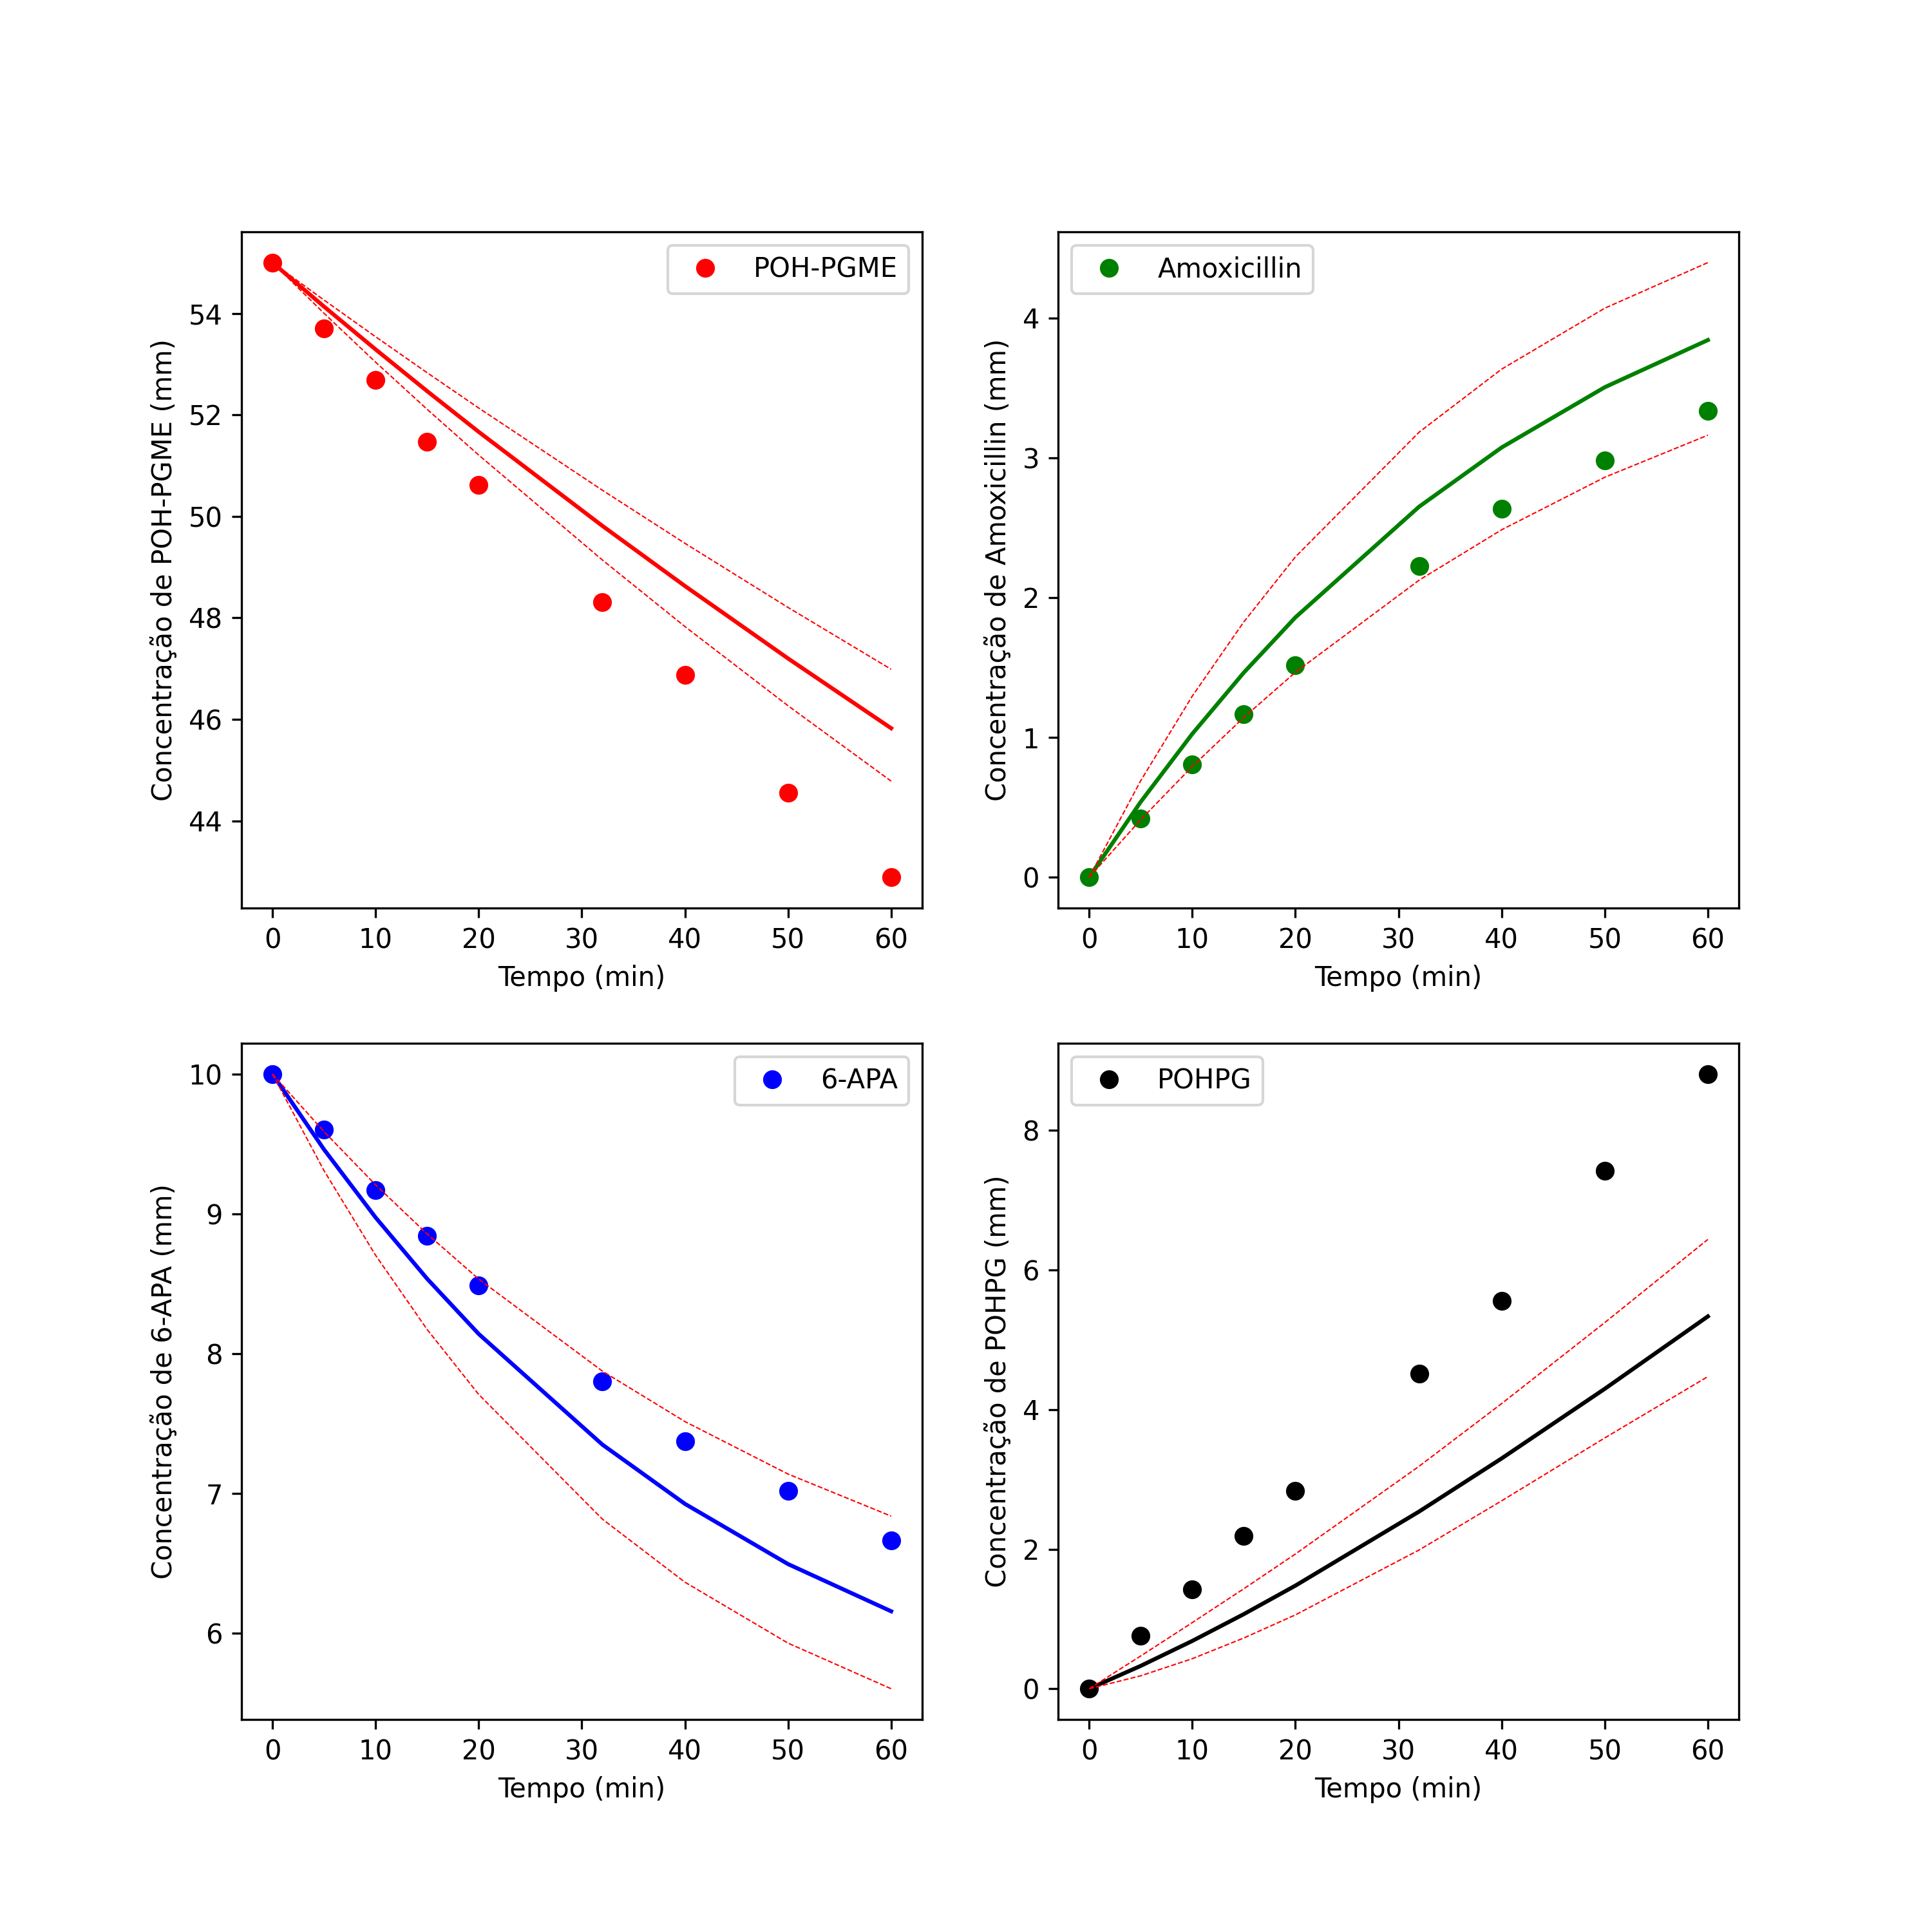 POH-PGME
Concentração de POH-PGME (mm)
54
52
50
48
46
44
0 10 20 30 40 50 60
Tempo (min)
Amoxicillin
Concentração de Amoxicillin (mm)
4
3
2
1
0
0 10 20 30 40 50 60
Tempo (min)
6-APA
Concentração de 6-APA (mm)
10
9
8
7
6
0 10 20 30 40 50 60
Tempo (min)
POHPG
Concentração de POHPG (mm)
8
6
4
2
0
0 10 20 30 40 50 60
Tempo (min)